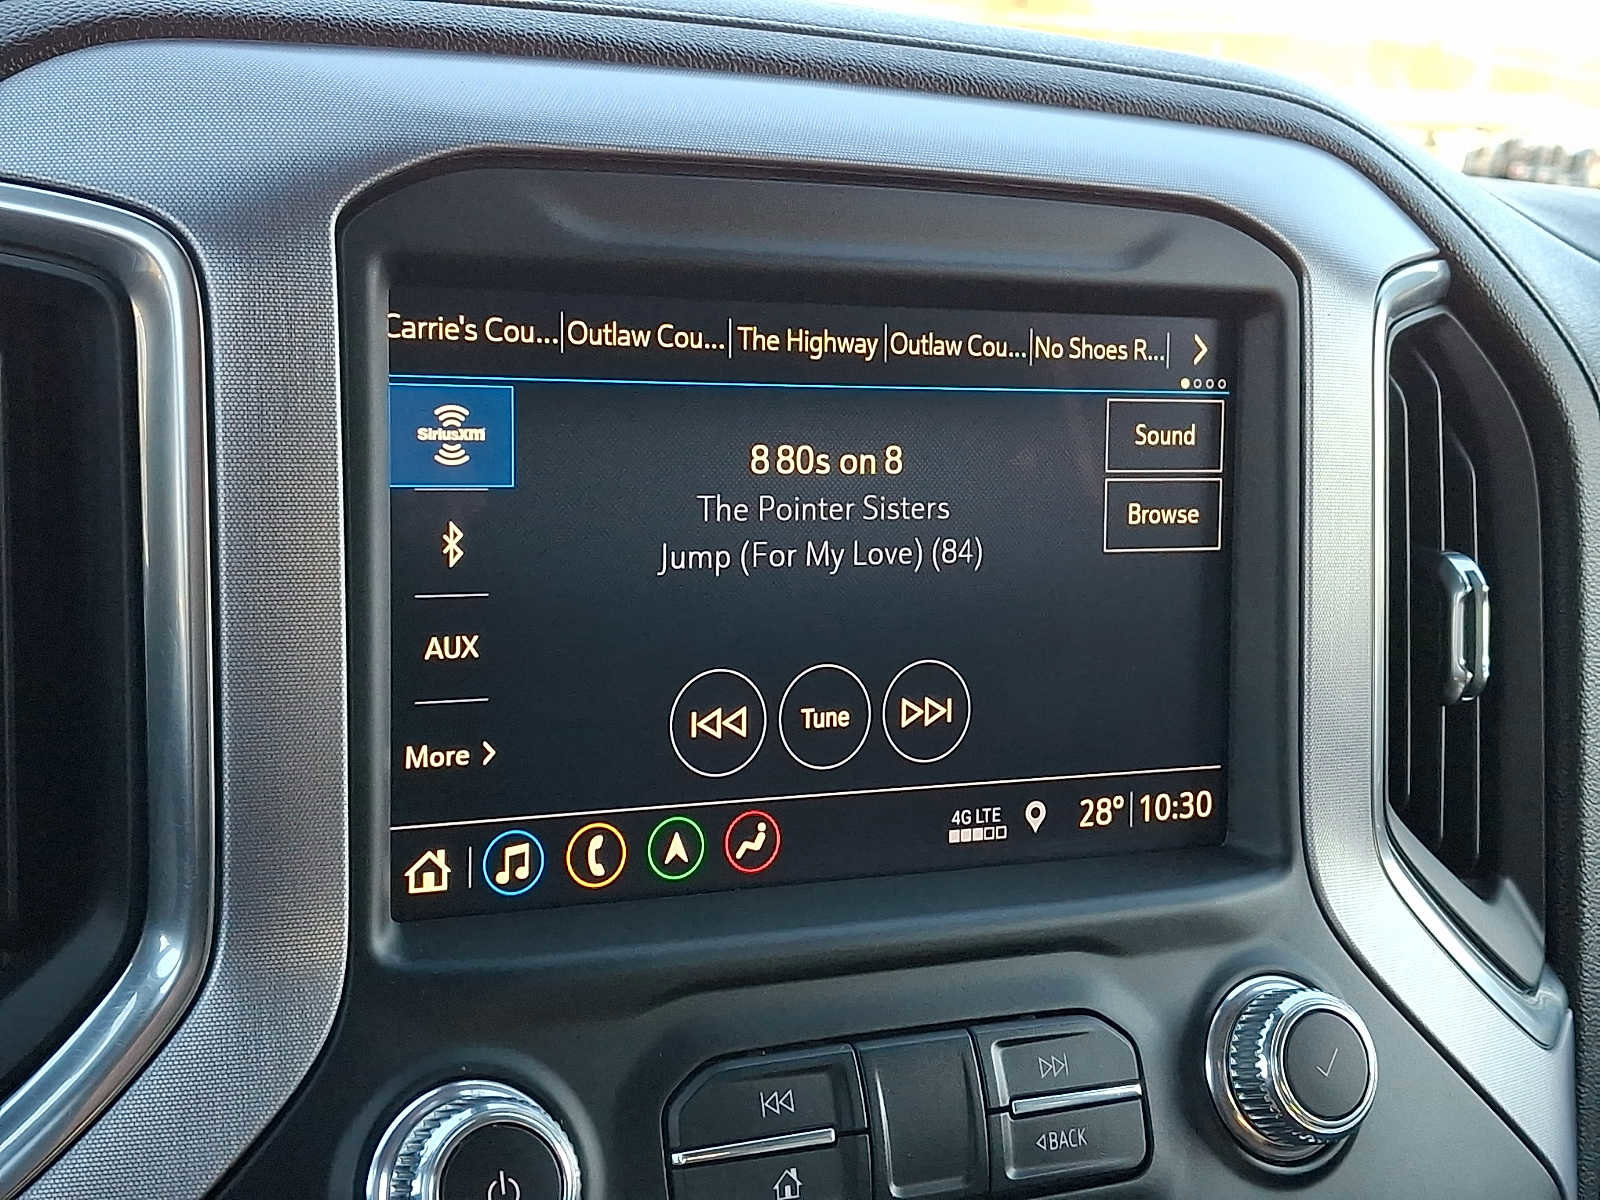 Carrie's Cou... Outlaw Cou... The Highway Outlaw Cou... No Shoes R...
SiriusXM
8 80s on 8
The Pointer Sisters
Jump (For My Love) (84)
Sound
Browse
AUX
More
Tune
4G LTE
28° 10:30
BACK